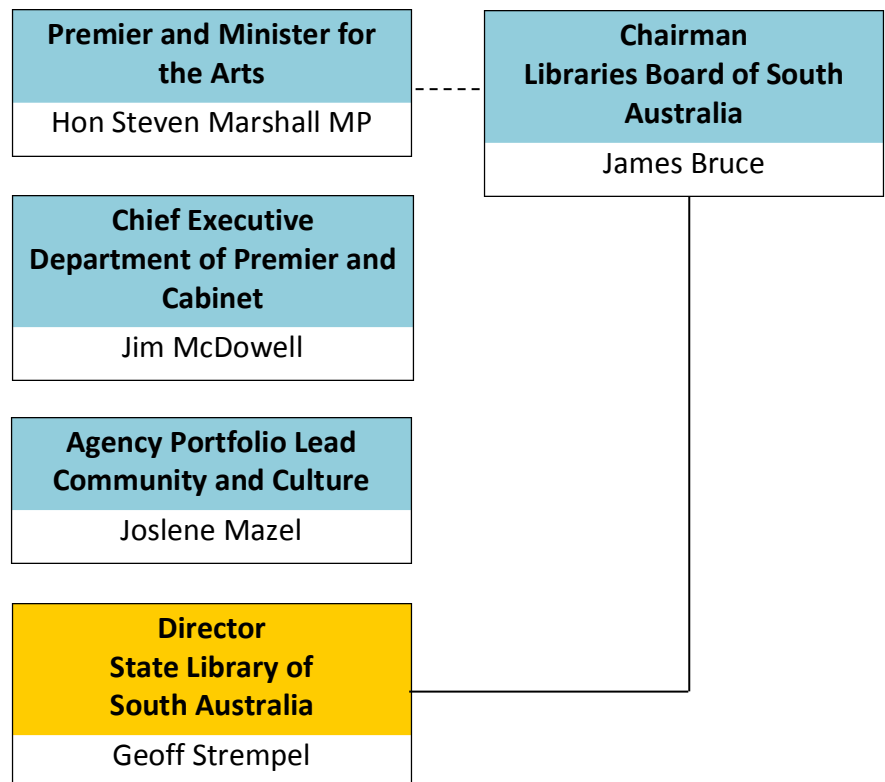 Premier and Minister for
the Arts
Hon Steven Marshall MP
Chairman
Libraries Board of South
Australia
James Bruce
Chief Executive
Department of Premier and
Cabinet
Jim McDowell
Agency Portfolio Lead
Community and Culture
Joslene Mazel
Director
State Library of
South Australia
Geoff Strempel